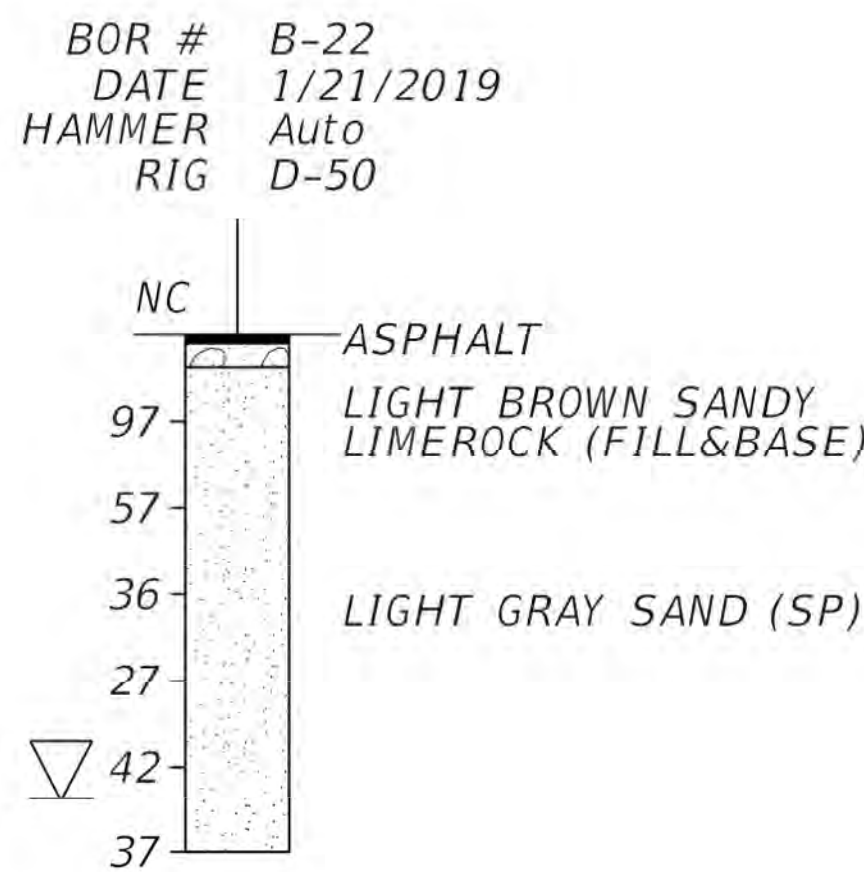 BOR # B-22
DATE 1/21/2019
HAMMER Auto
RIG D-50
NC
ASPHALT
LIGHT BROWN SANDY
97
LIMEROCK (FILL&BASE)
57
36
LIGHT GRAY SAND (SP)
27
42
37